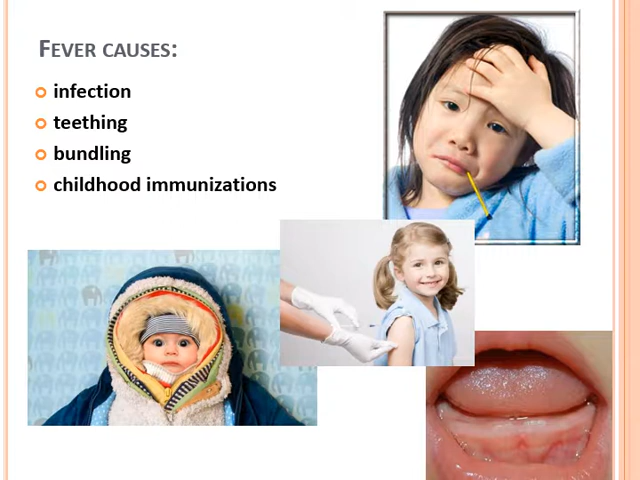 FEVER CAUSES:
infection
teething
bundling
childhood immunizations